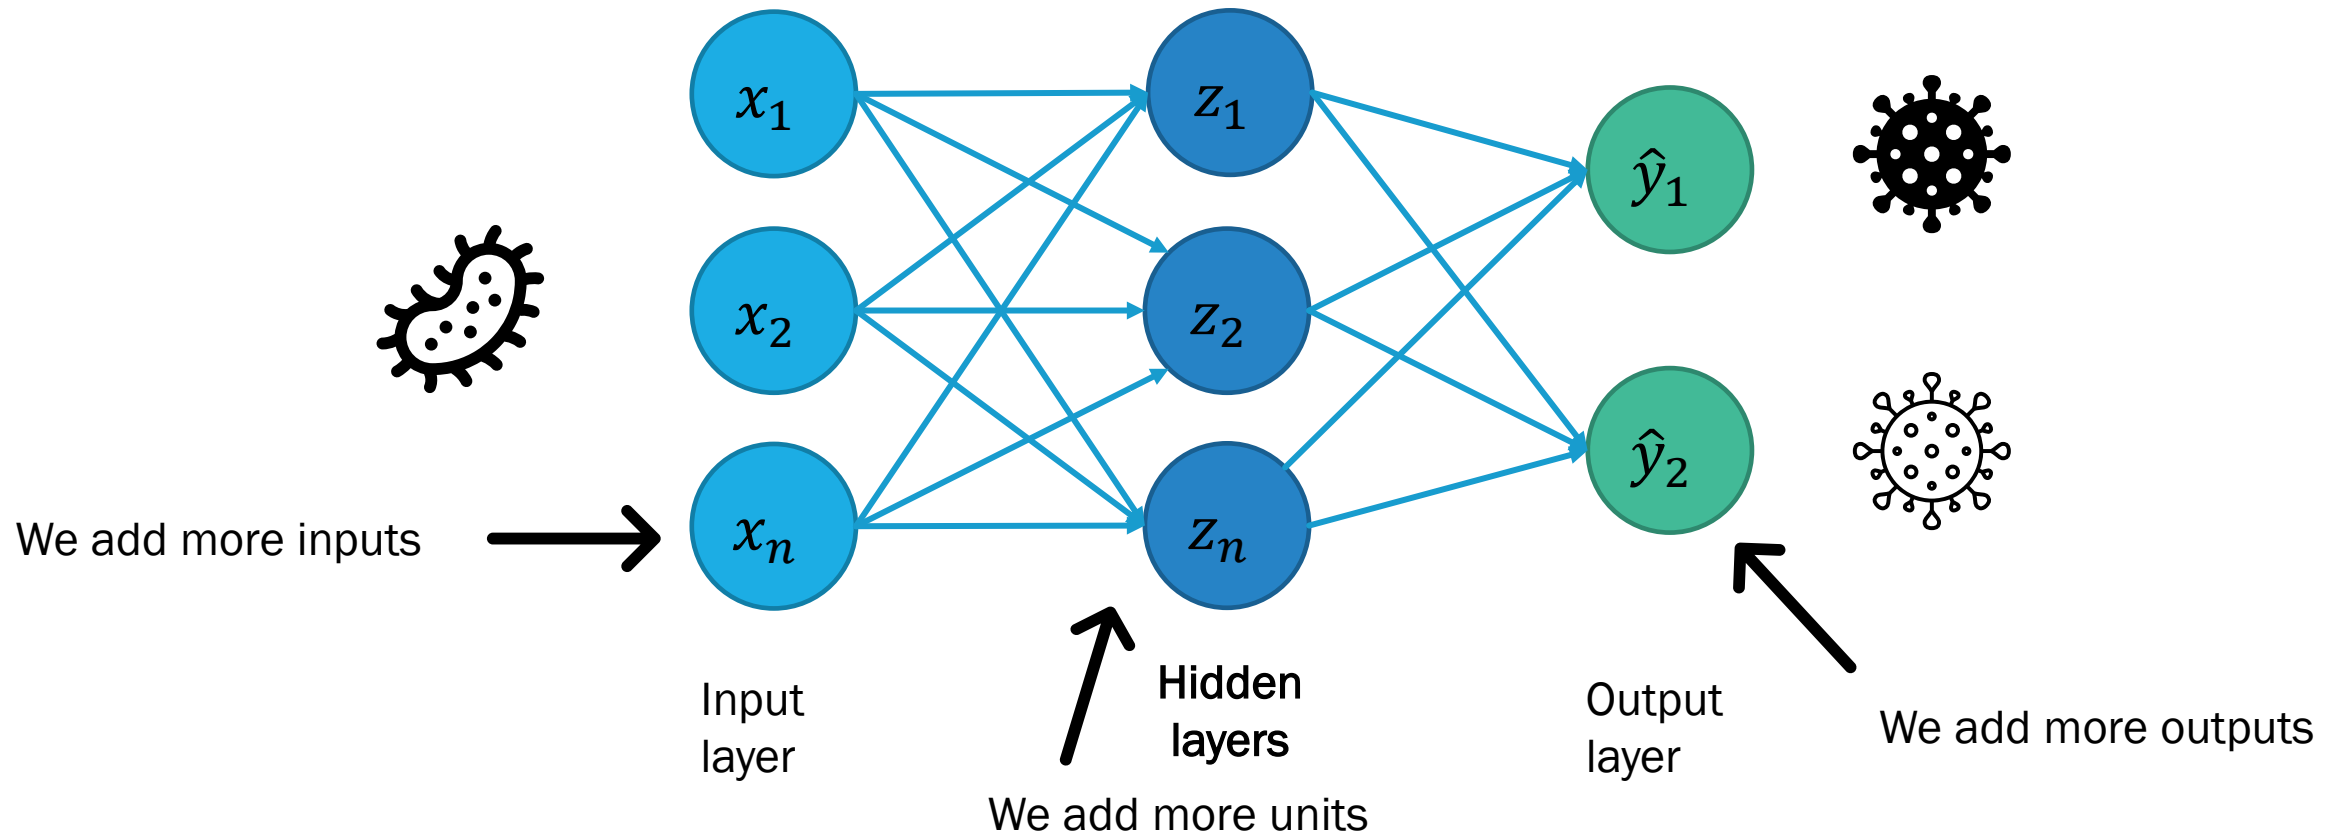 x₁
z₁
ŷ₁
x₂
z₂
ŷ₂
xₙ
zₙ
We add more inputs
Input
layer
Hidden
layers
Output
layer
We add more outputs
We add more units